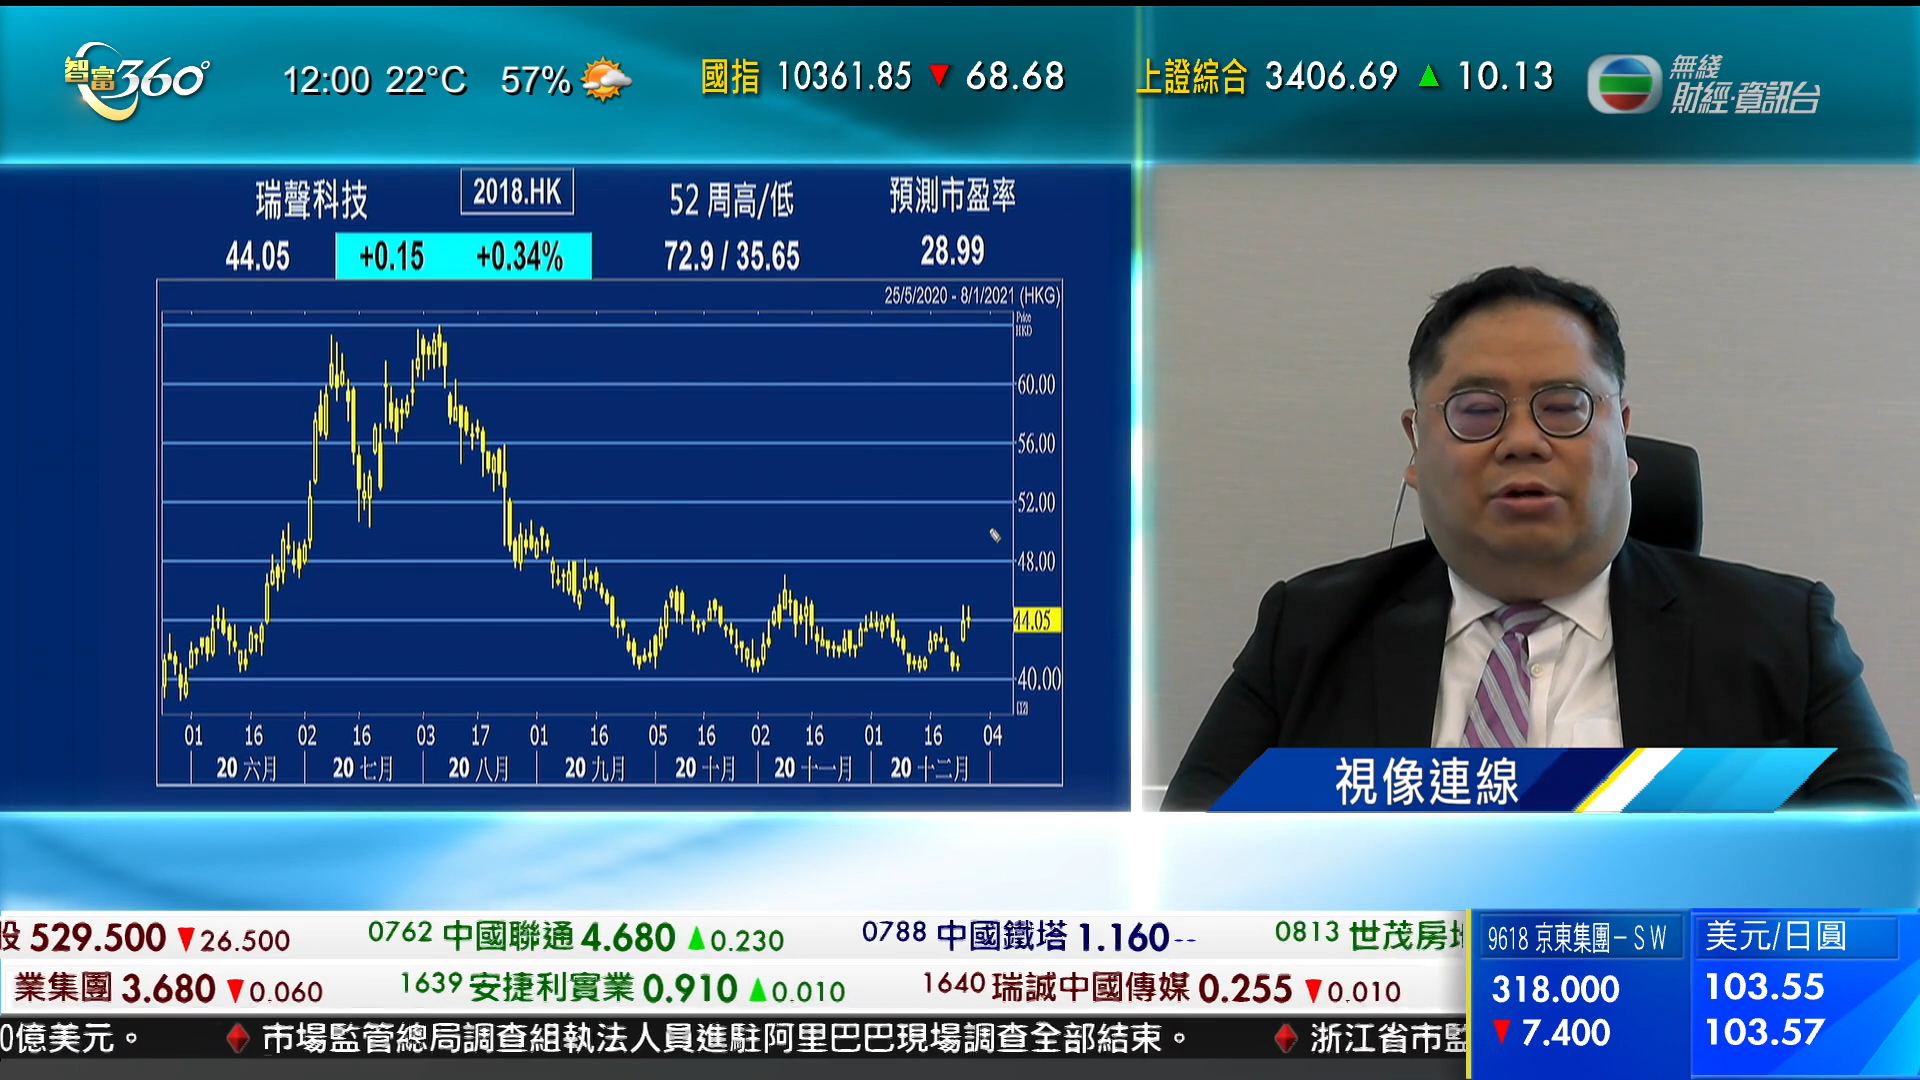 智富360°
12:00 22°C 57%
國指 10361.85 ▼ 68.68
上證綜合 3406.69 ▲ 10.13
無綫
財經·資訊台
瑞聲科技 2018.HK 52 周高/低 預測市盈率
44.05 +0.15 +0.34% 72.9 / 35.65 28.99
25/5/2020 - 8/1/2021 (HKG)
Price
HKD
60.00
56.00
52.00
48.00
44.05
40.00
01 16 02 16 03 17 01 16 05 16 02 16 01 16 04
20 六月 20 七月 20 八月 20 九月 20 十月 20 十一月 20 十二月
視像連線
股 529.500 ▼ 26.500 0762 中國聯通 4.680 ▲ 0.230 0788 中國鐵塔 1.160 -- 0813 世茂房
業集團 3.680 ▼ 0.060 1639 安捷利實業 0.910 ▲ 0.010 1640 瑞誠中國傳媒 0.255 ▼ 0.010
0億美元。 ♦ 市場監管總局調查組執法人員進駐阿里巴巴現場調查全部結束。 ♦ 浙江省市監
9618 京東集團－ＳＷ
318.000
▼ 7.400
美元/日圓
103.55
103.57